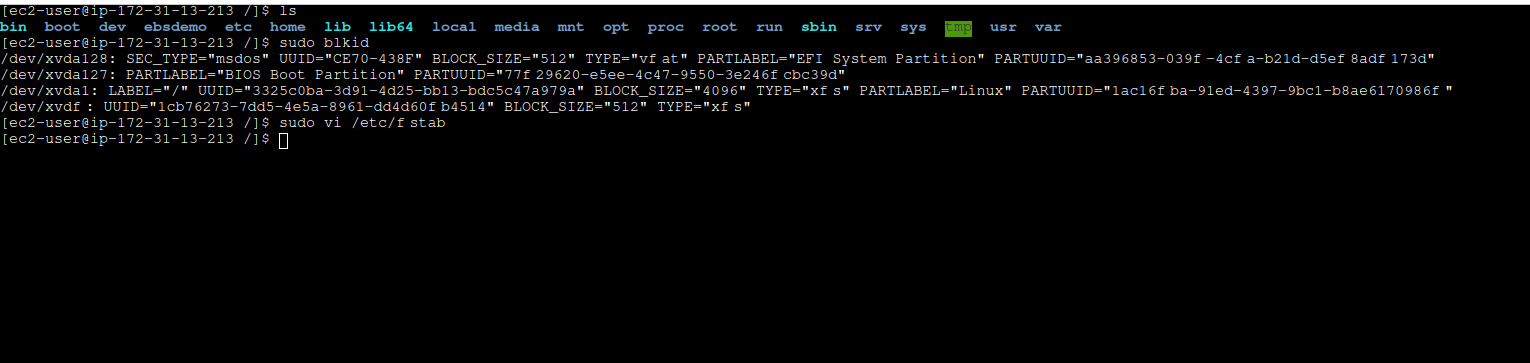 [ec2-user@ip-172-31-13-213 /]$ ls
bin boot dev ebsdemo etc home lib lib64 local media mnt opt proc root run sbin srv sys tmp usr var
[ec2-user@ip-172-31-13-213 /]$ sudo blkid
/dev/xvda128: SEC_TYPE="msdos" UUID="CE70-438F" BLOCK_SIZE="512" TYPE="vfat" PARTLABEL="EFI System Partition" PARTUUID="aa396853-039f-4cfa-b21d-d5ef8adf173d"
/dev/xvda127: PARTLABEL="BIOS Boot Partition" PARTUUID="77f29620-e5ee-4c47-9550-3e246fcbc39d"
/dev/xvda1: LABEL="/" UUID="3325c0ba-3d91-4d25-bb13-bdc5c47a979a" BLOCK_SIZE="4096" TYPE="xfs" PARTLABEL="Linux" PARTUUID="1ac16fba-91ed-4397-9bc1-b8ae6170986f"
/dev/xvdf: UUID="1cb76273-7dd5-4e5a-8961-dd4d60fb4514" BLOCK_SIZE="512" TYPE="xfs"
[ec2-user@ip-172-31-13-213 /]$ sudo vi /etc/fstab
[ec2-user@ip-172-31-13-213 /]$